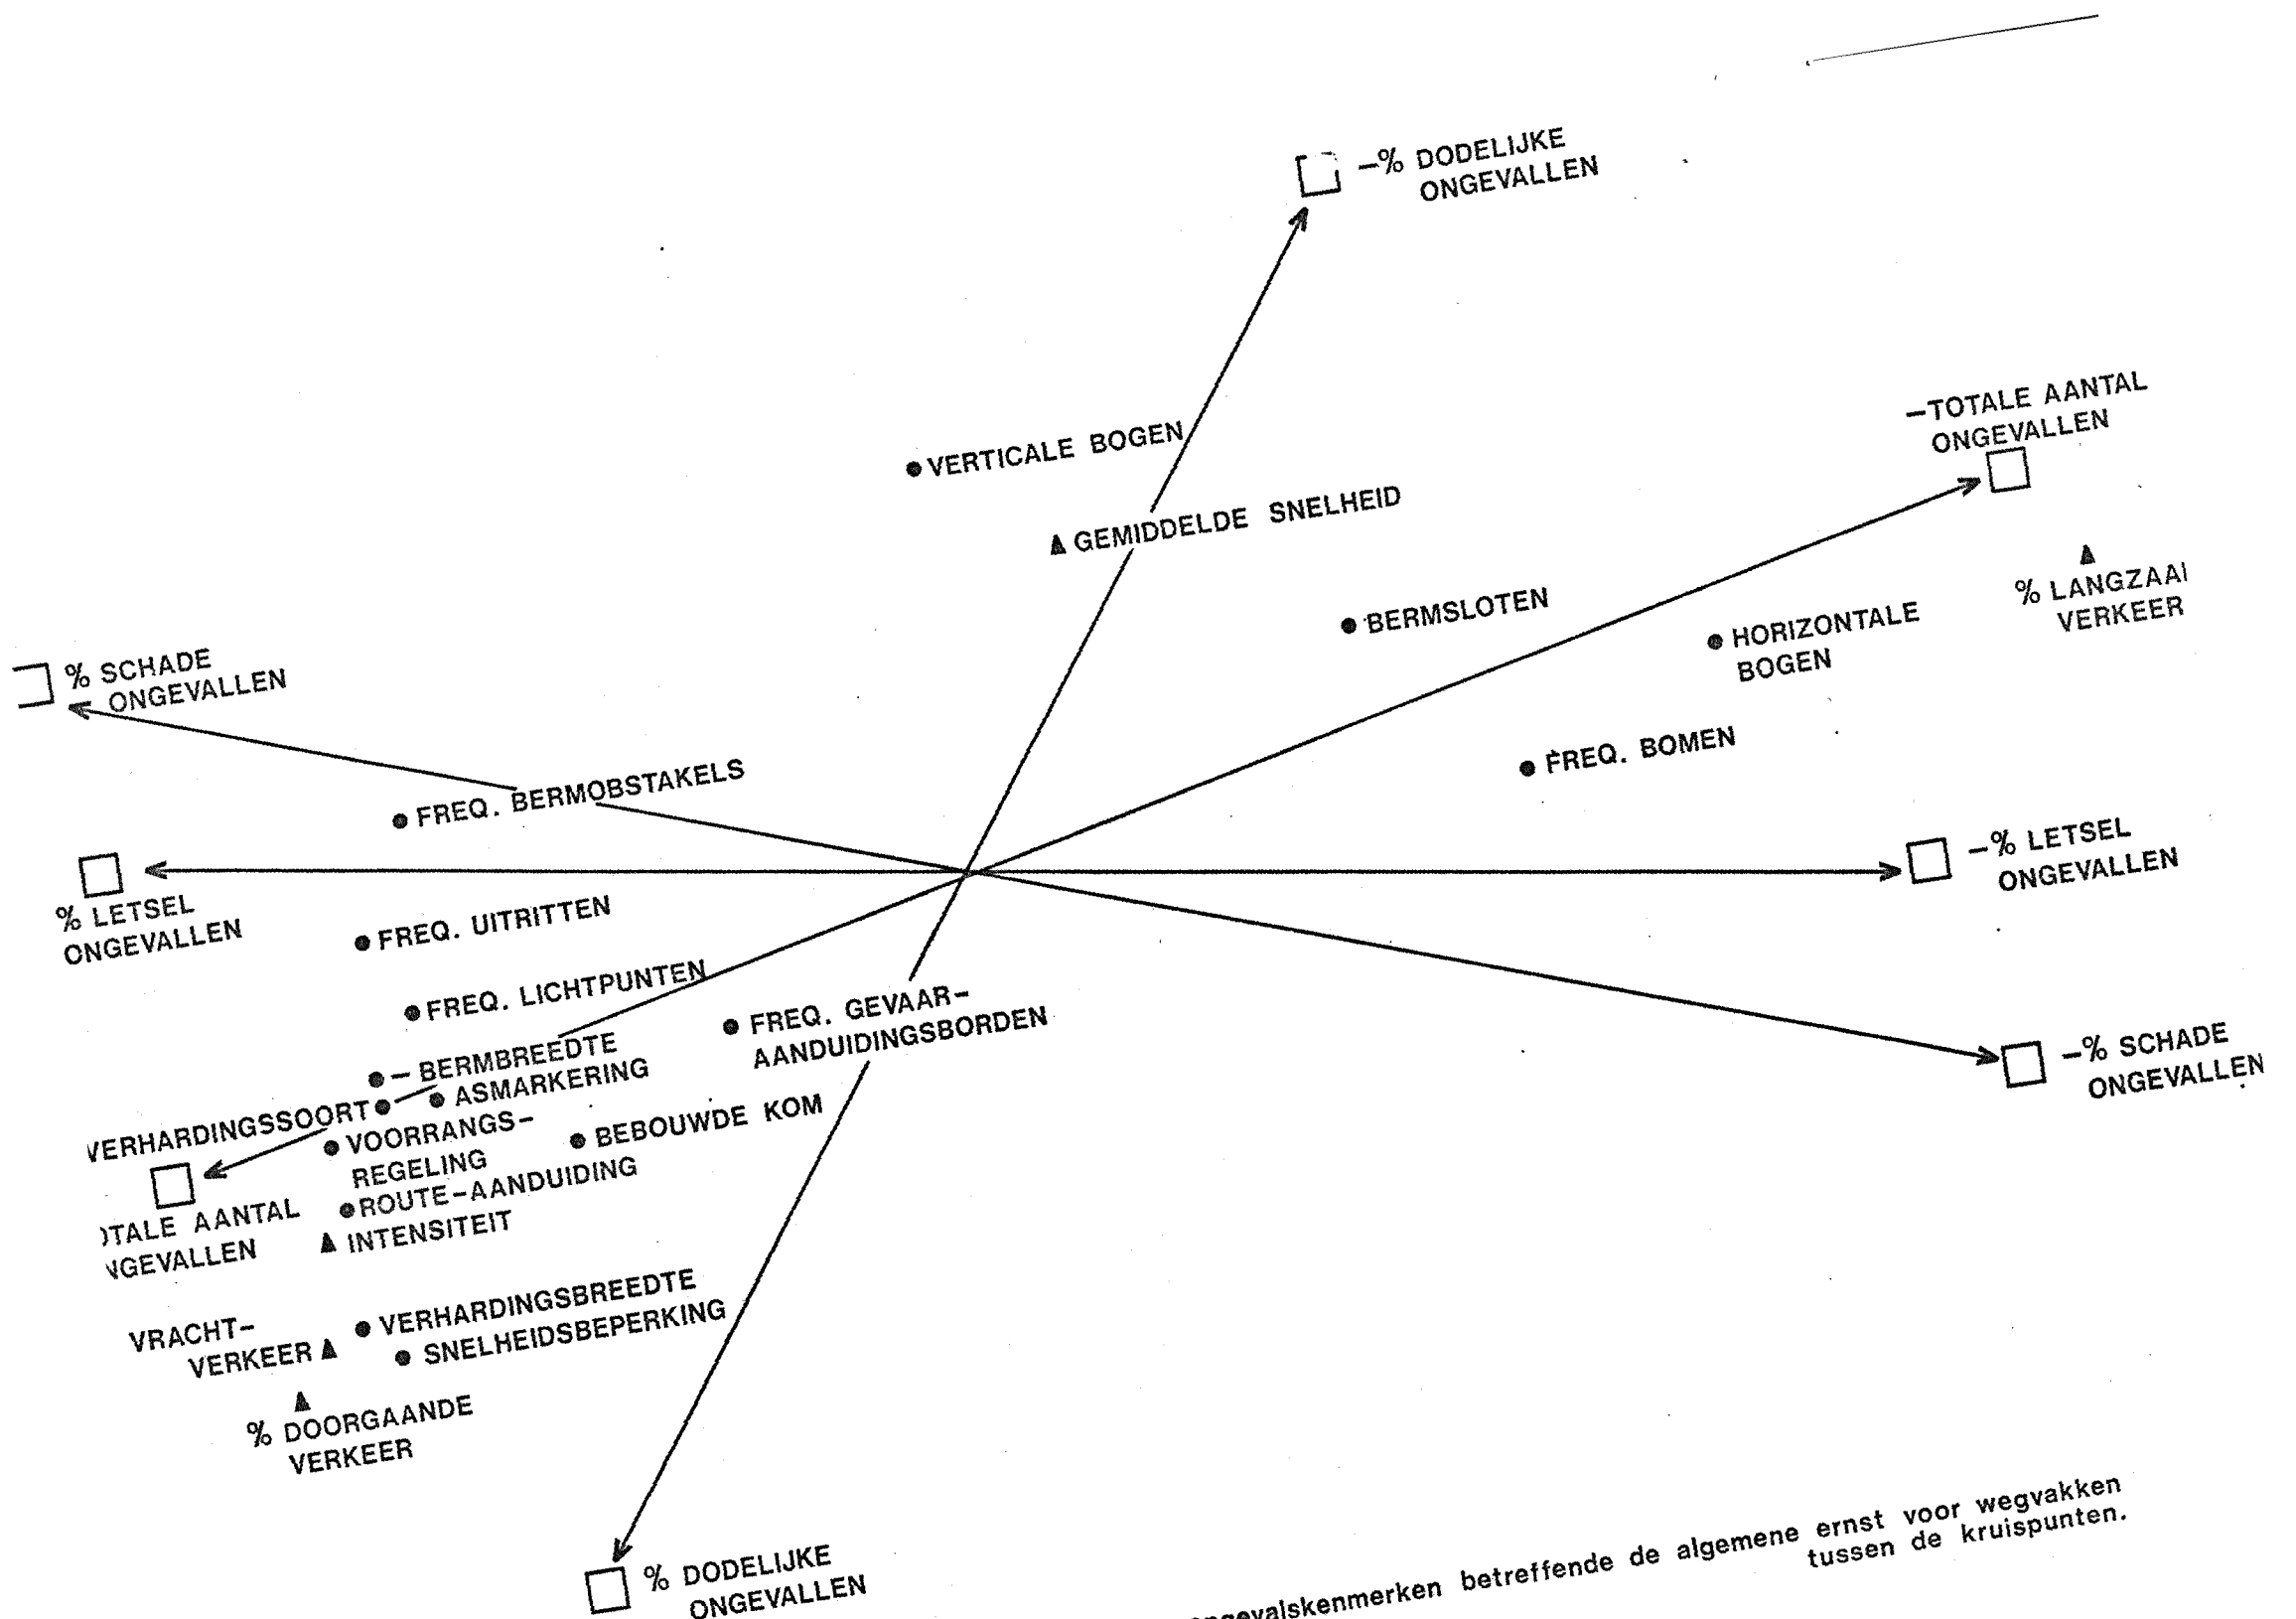 –% DODELIJKE
ONGEVALLEN
–TOTALE AANTAL
ONGEVALLEN
VERTICALE BOGEN
GEMIDDELDE SNELHEID
% LANGZAA
VERKEER
BERMSLOTEN
HORIZONTALE
BOGEN
% SCHADE
ONGEVALLEN
FREQ. BOMEN
FREQ. BERMOBSTAKELS
–% LETSEL
ONGEVALLEN
% LETSEL
ONGEVALLEN
FREQ. UITRITTEN
FREQ. LICHTPUNTEN
FREQ. GEVAAR–
AANDUIDINGSBORDEN
–% SCHADE
ONGEVALLEN
– BERMBREEDTE
ASMARKERING
VERHARDINGSSOORT
VOORRANGS–
REGELING
BEBOUWDE KOM
ROUTE–AANDUIDING
OTALE AANTAL
NGEVALLEN
INTENSITEIT
VERHARDINGSBREEDTE
SNELHEIDSBEPERKING
VRACHT–
VERKEER
% DOORGAANDE
VERKEER
% DODELIJKE
ONGEVALLEN
ongevalskenmerken betreffende de algemene ernst voor wegvakken
tussen de kruispunten.